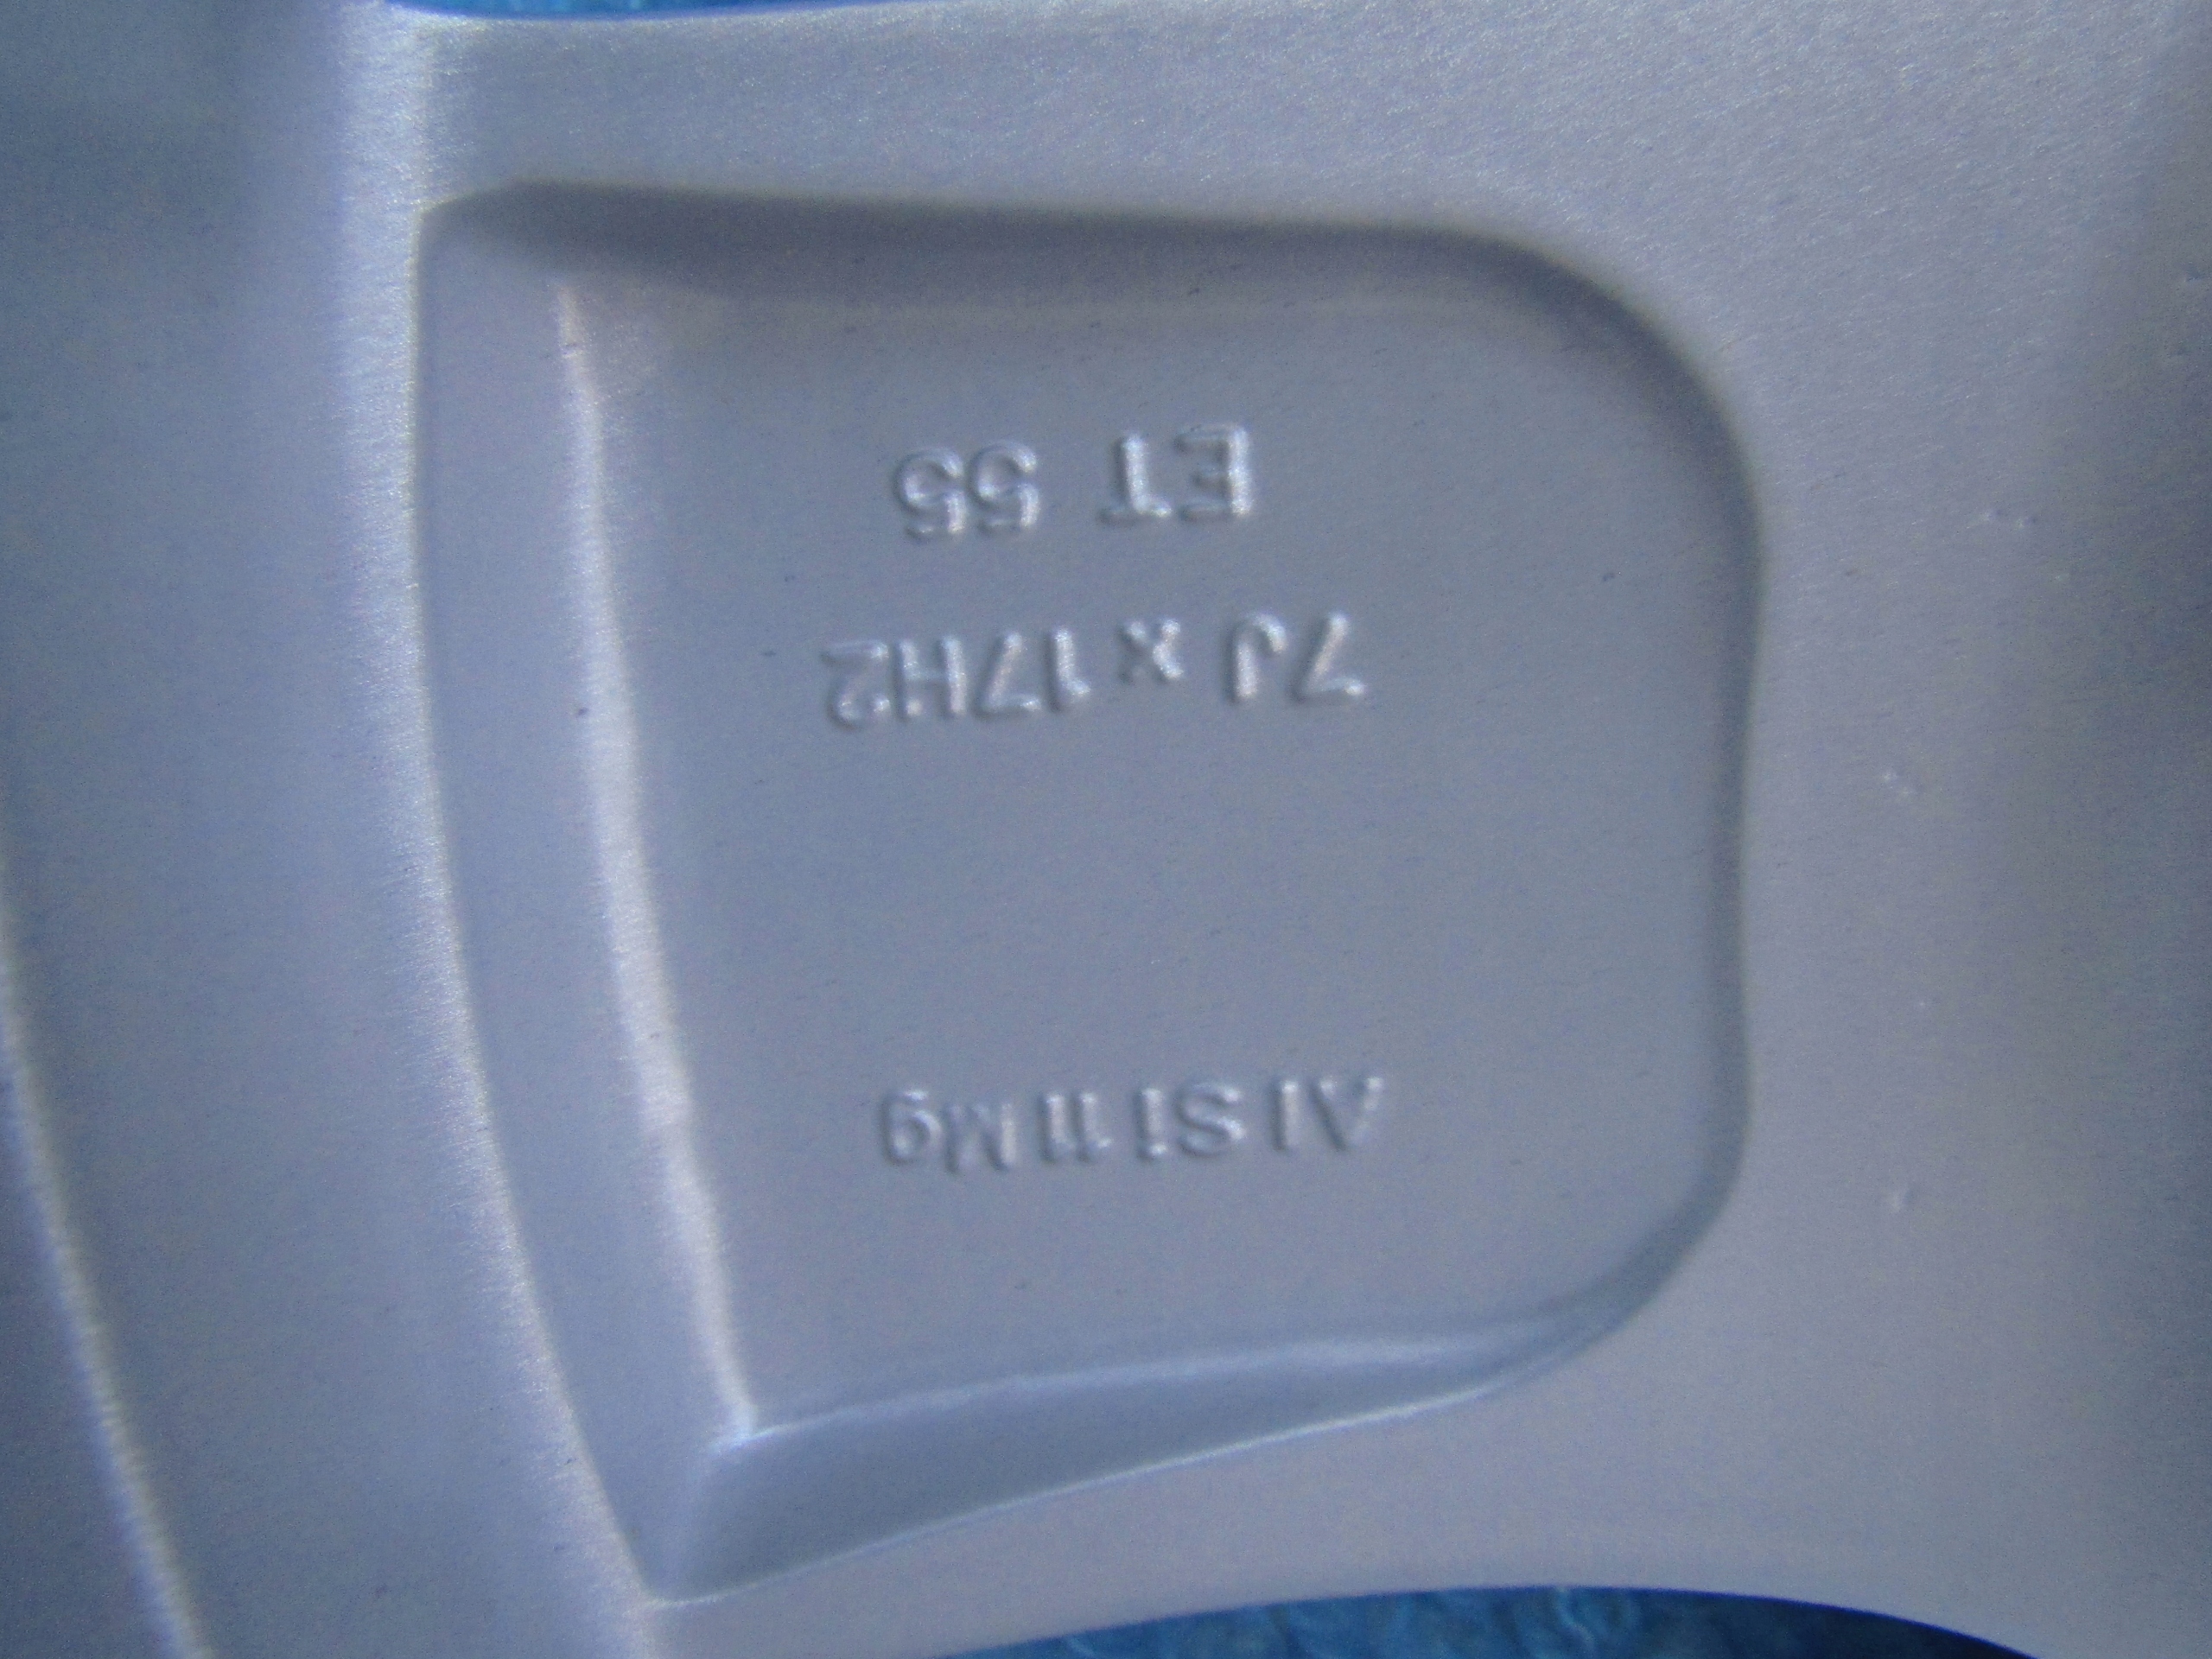 Al Si 11 Mg
7J x 17H2
ET 55